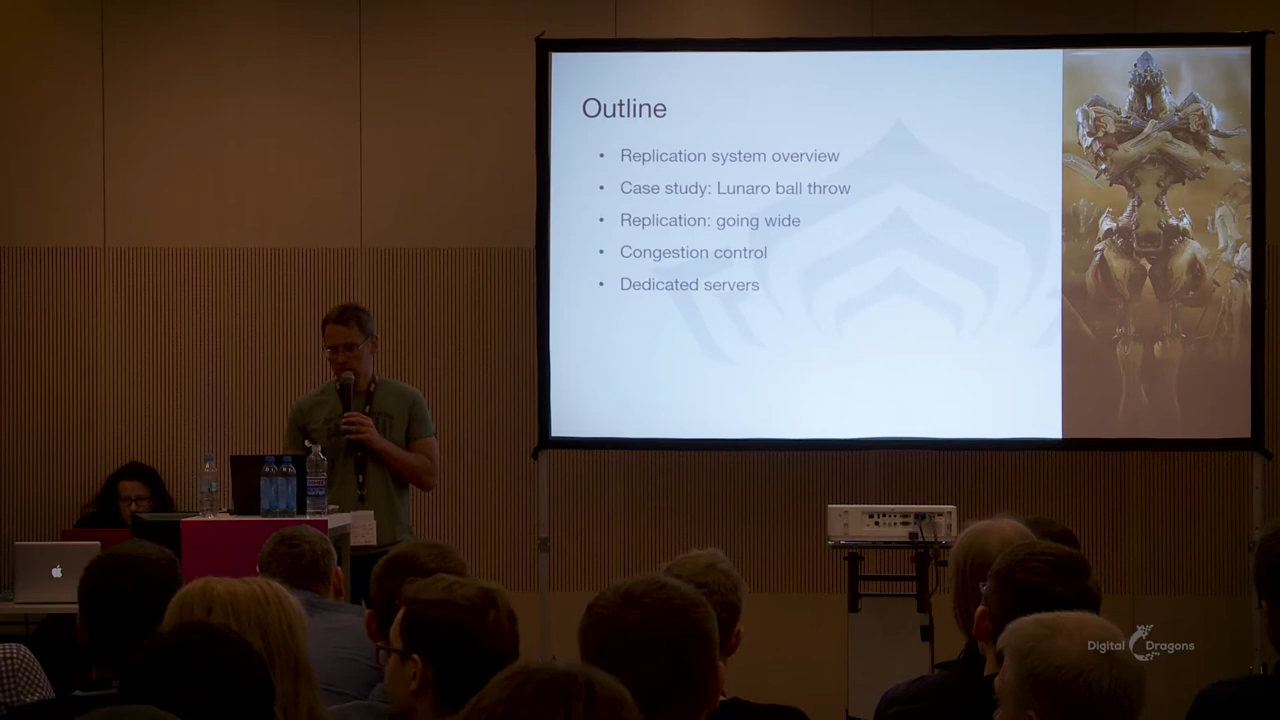 Outline
• Replication system overview
• Case study: Lunaro ball throw
• Replication: going wide
• Congestion control
• Dedicated servers
Digital Dragons